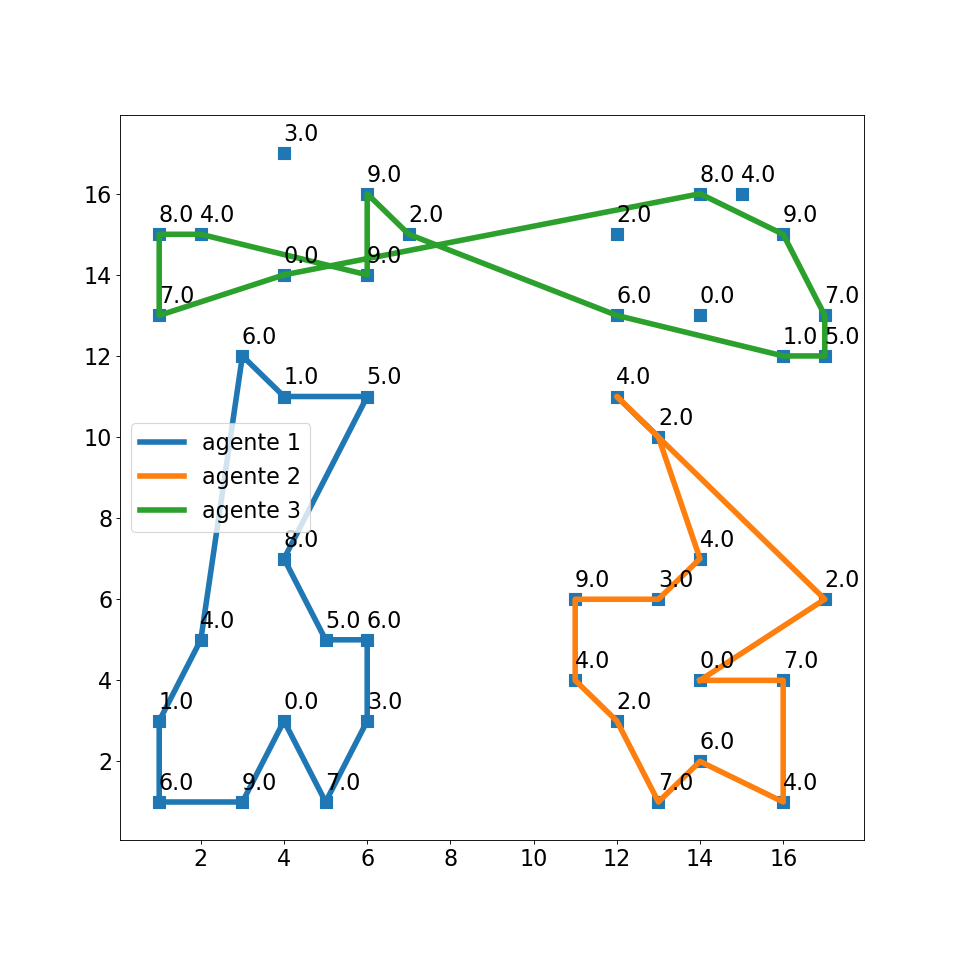 3.0
9.0 8.0 4.0
16
8.0 4.0 2.0 2.0 9.0
14 0.0 9.0
7.0 6.0 0.0 7.0
12 6.0 1.0 5.0
1.0 5.0 4.0
10 2.0
agente 1
agente 2
agente 3
8 8.0 4.0
6 9.0 3.0 2.0
4.0 5.0 6.0
4 4.0 0.0 7.0
1.0 0.0 3.0 2.0
2 6.0
6.0 9.0 7.0 7.0 4.0
2 4 6 8 10 12 14 16